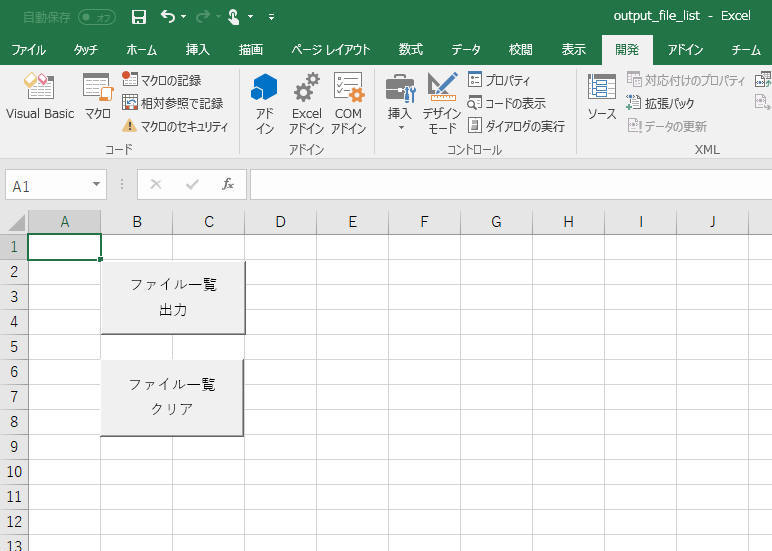 自動保存 オフ output_file_list - Excel
ファイル タッチ ホーム 挿入 描画 ページ レイアウト 数式 データ 校閲 表示 開発 アドイン チーム
Visual Basic
マクロ
マクロの記録
相対参照で記録
マクロのセキュリティ
コード
アド
イン
Excel
アドイン
COM
アドイン
アドイン
挿入
デザイン
モード
プロパティ
コードの表示
ダイアログの実行
コントロール
ソース
対応付けのプロパティ
拡張パック
データの更新
XML
A1 fx
A B C D E F G H I J
1
2
3
4
5
6
7
8
9
10
11
12
13
ファイル一覧
出力
ファイル一覧
クリア